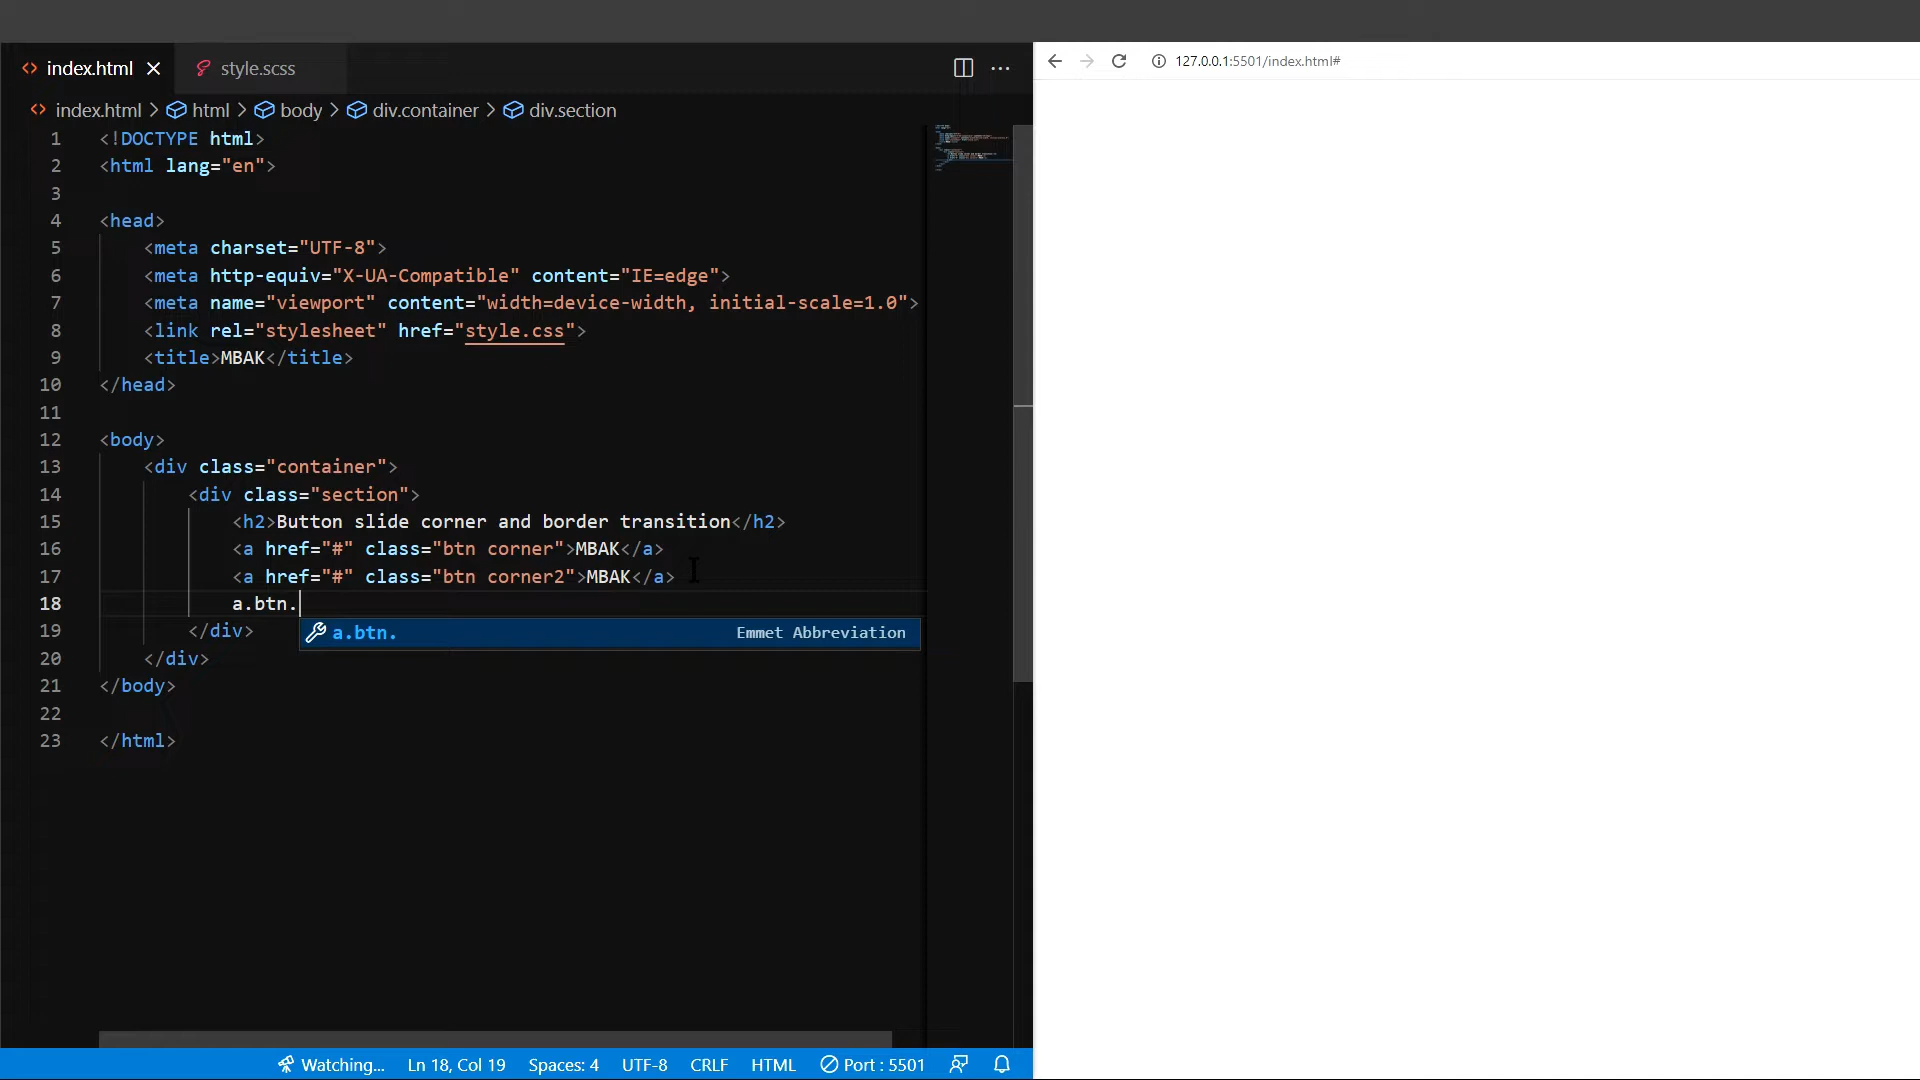 index.html
style.scss
127.0.0.1:5501/index.html#
index.html > html > body > div.container > div.section
1 <!DOCTYPE html>
2 <html lang="en">
3
4 <head>
5 <meta charset="UTF-8">
6 <meta http-equiv="X-UA-Compatible" content="IE=edge">
7 <meta name="viewport" content="width=device-width, initial-scale=1.0">
8 <link rel="stylesheet" href="style.css">
9 <title>MBAK</title>
10 </head>
11
12 <body>
13 <div class="container">
14 <div class="section">
15 <h2>Button slide corner and border transition</h2>
16 <a href="#" class="btn corner">MBAK</a>
17 <a href="#" class="btn corner2">MBAK</a>
18 a.btn.
19 </div>
a.btn. Emmet Abbreviation
20 </div>
21 </body>
22
23 </html>
Watching... Ln 18, Col 19 Spaces: 4 UTF-8 CRLF HTML Port : 5501